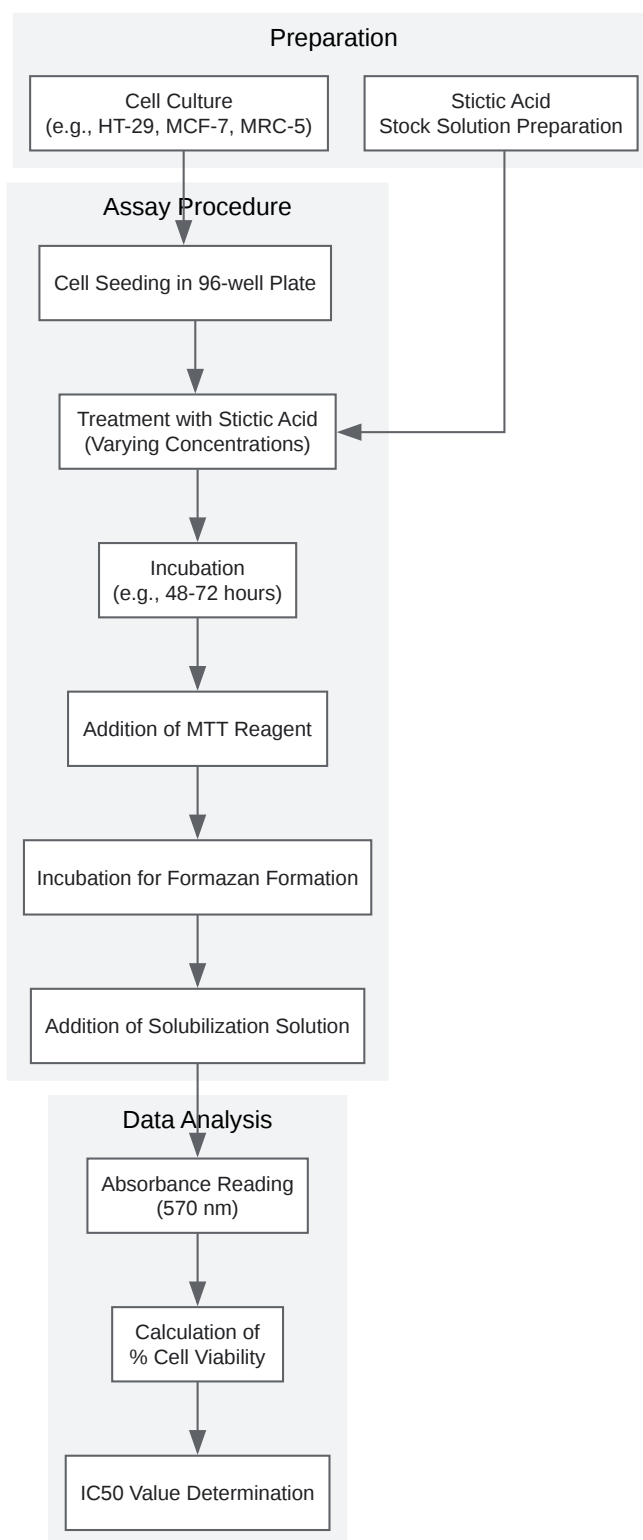 Preparation
Cell Culture
(e.g., HT-29, MCF-7, MRC-5)
Stictic Acid
Stock Solution Preparation
Assay Procedure
Cell Seeding in 96-well Plate
Treatment with Stictic Acid
(Varying Concentrations)
Incubation
(e.g., 48-72 hours)
Addition of MTT Reagent
Incubation for Formazan Formation
Addition of Solubilization Solution
Data Analysis
Absorbance Reading
(570 nm)
Calculation of
% Cell Viability
IC50 Value Determination